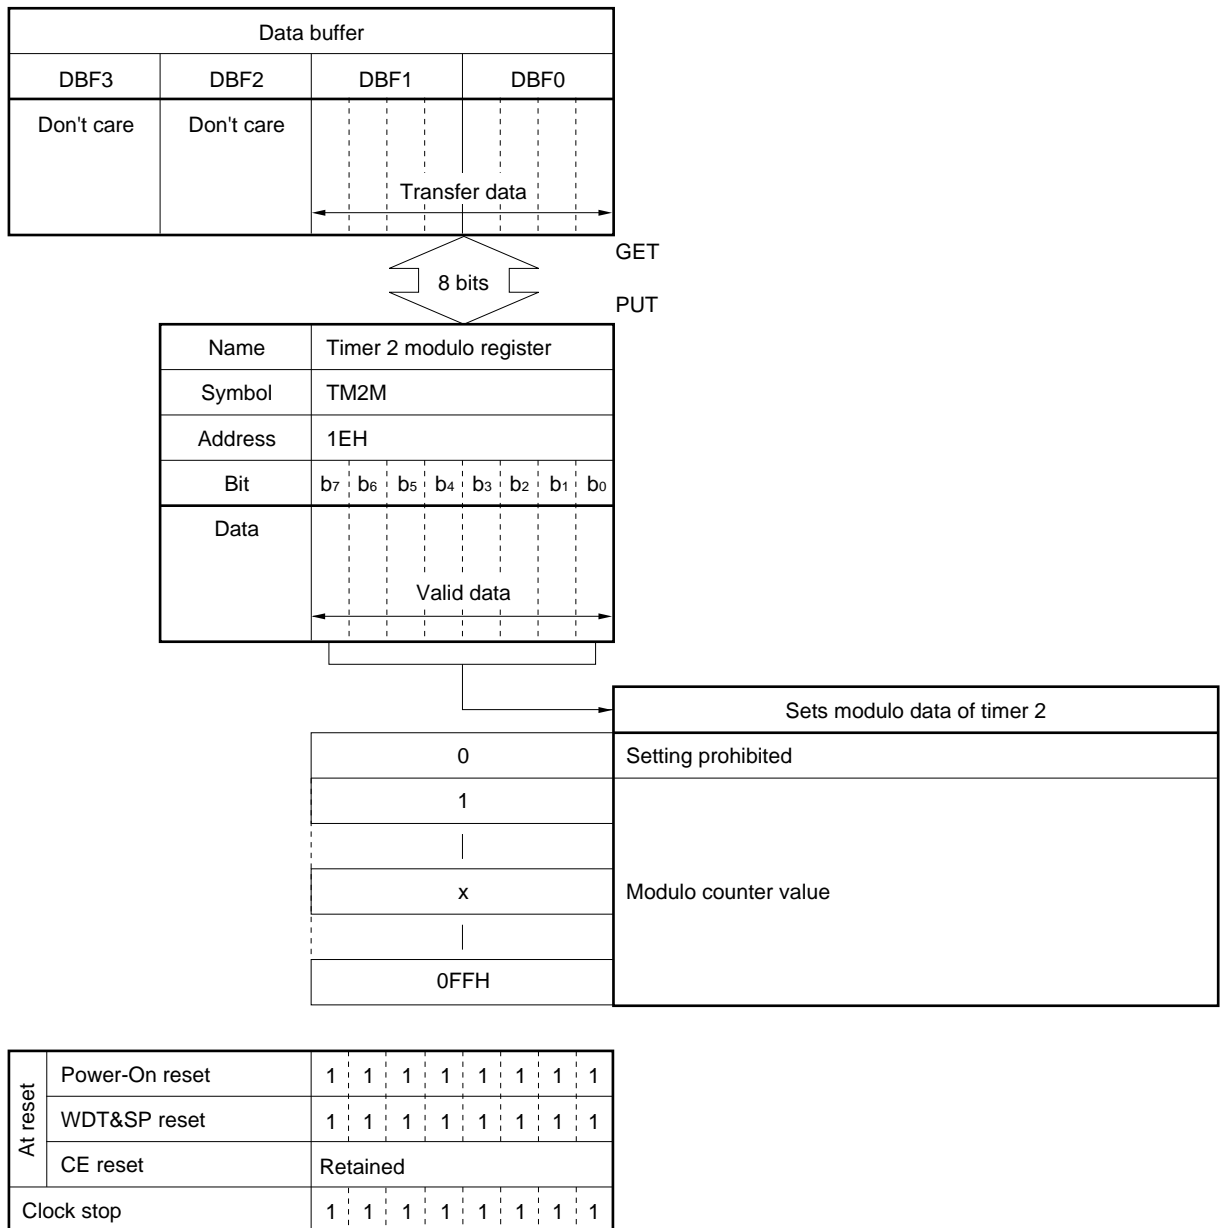 Data buffer
DBF3 DBF2 DBF1 DBF0
Don't care Don't care
Transfer data
GET
8 bits
PUT
Name Timer 2 modulo register
Symbol TM2M
Address 1EH
Bit b7 b6 b5 b4 b3 b2 b1 b0
Data
Valid data
Sets modulo data of timer 2
0 Setting prohibited
1
x Modulo counter value
0FFH
At reset
Power-On reset 1 1 1 1 1 1 1 1
WDT&SP reset 1 1 1 1 1 1 1 1
CE reset Retained
Clock stop 1 1 1 1 1 1 1 1